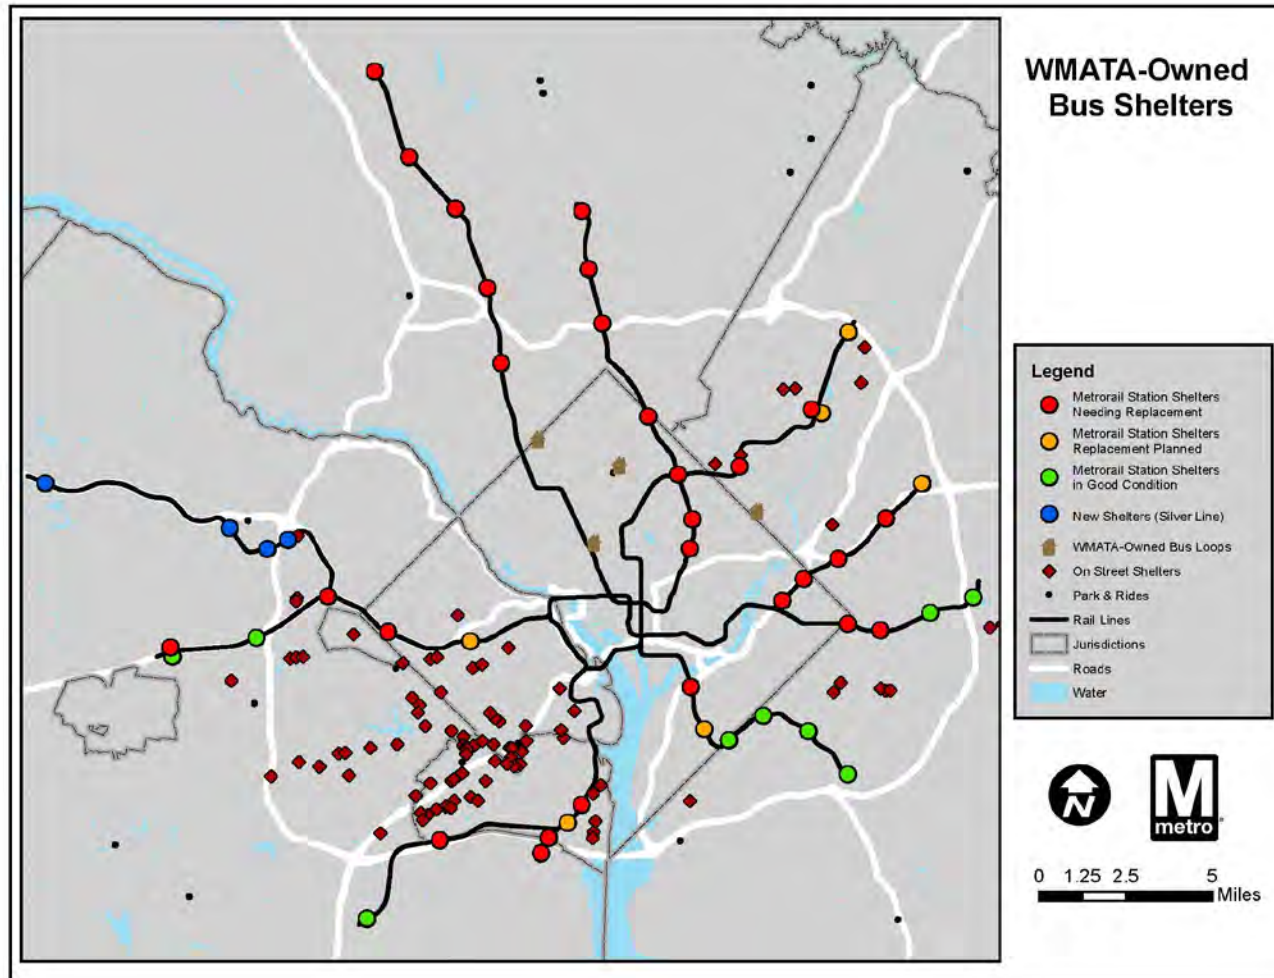 WMATA-Owned
Bus Shelters
Legend
Metrorail Station Shelters
Needing Replacement
Metrorail Station Shelters
Replacement Planned
Metrorail Station Shelters
in Good Condition
New Shelters (Silver Line)
WMATA-Owned Bus Loops
On Street Shelters
Park & Rides
Rail Lines
Jurisdictions
Roads
Water
N
M
metro
0 1.25 2.5 5
Miles